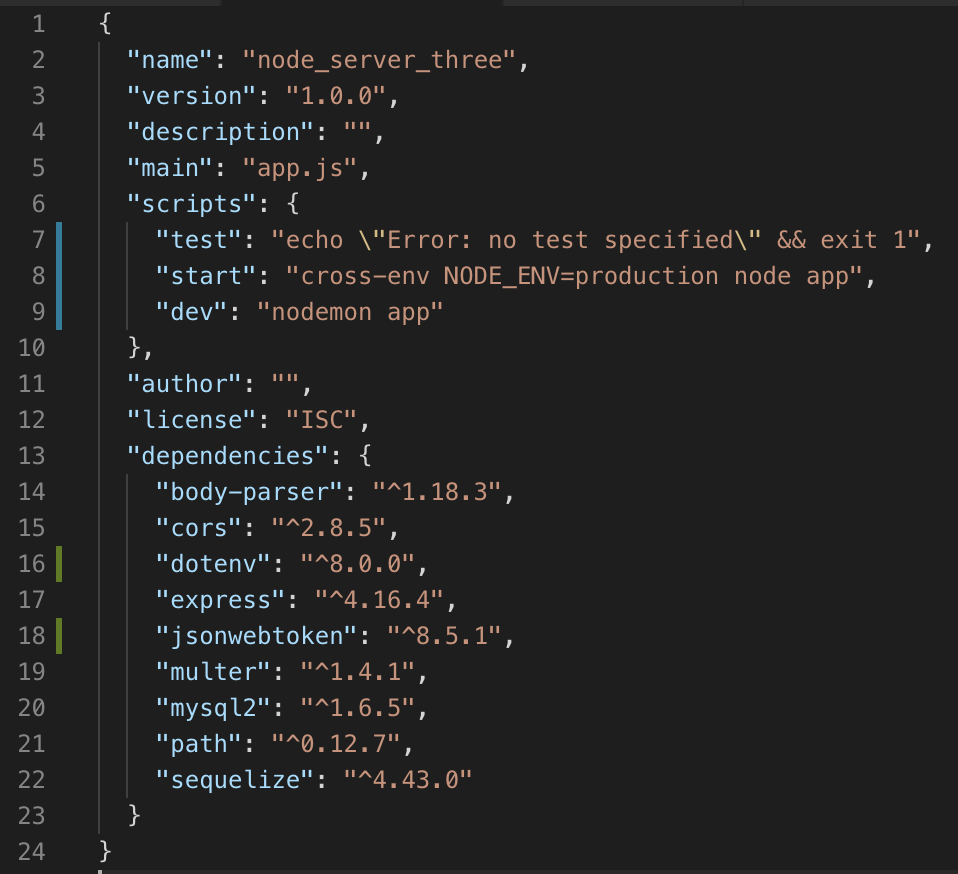 1 {
2 "name": "node_server_three",
3 "version": "1.0.0",
4 "description": "",
5 "main": "app.js",
6 "scripts": {
7 "test": "echo \"Error: no test specified\" && exit 1",
8 "start": "cross-env NODE_ENV=production node app",
9 "dev": "nodemon app"
10 },
11 "author": "",
12 "license": "ISC",
13 "dependencies": {
14 "body-parser": "^1.18.3",
15 "cors": "^2.8.5",
16 "dotenv": "^8.0.0",
17 "express": "^4.16.4",
18 "jsonwebtoken": "^8.5.1",
19 "multer": "^1.4.1",
20 "mysql2": "^1.6.5",
21 "path": "^0.12.7",
22 "sequelize": "^4.43.0"
23 }
24 }